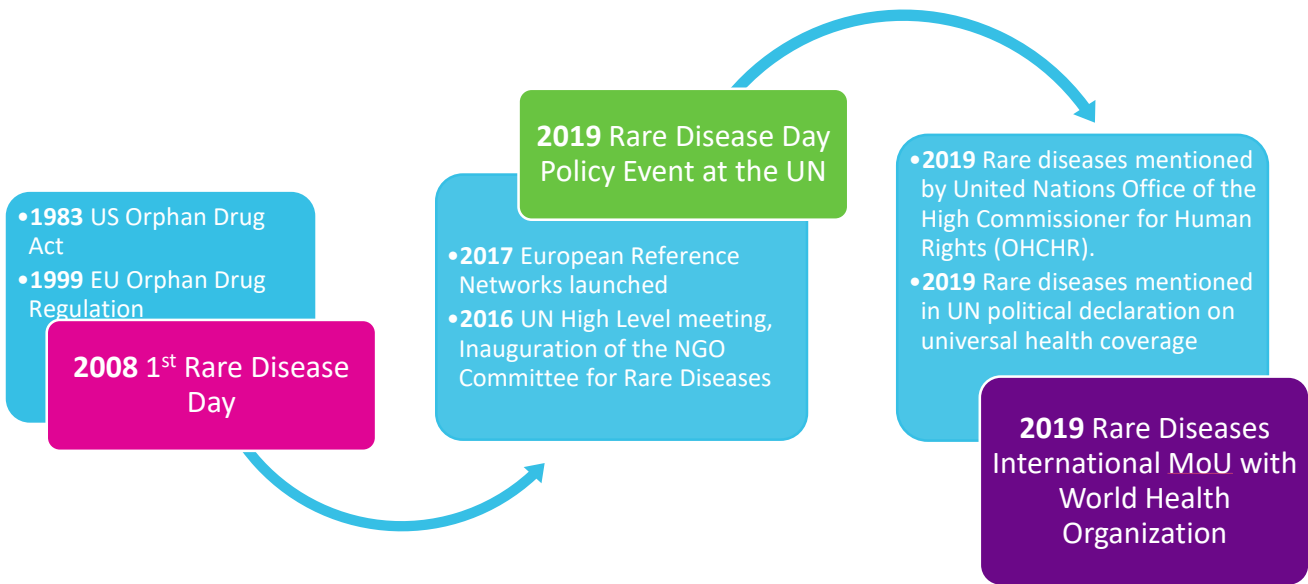 •1983 US Orphan Drug
Act
•1999 EU Orphan Drug
Regulation
2008 1st Rare Disease
Day
2019 Rare Disease Day
Policy Event at the UN
•2017 European Reference
Networks launched
•2016 UN High Level meeting,
Inauguration of the NGO
Committee for Rare Diseases
•2019 Rare diseases mentioned
by United Nations Office of the
High Commissioner for Human
Rights (OHCHR).
•2019 Rare diseases mentioned
in UN political declaration on
universal health coverage
2019 Rare Diseases
International MoU with
World Health
Organization